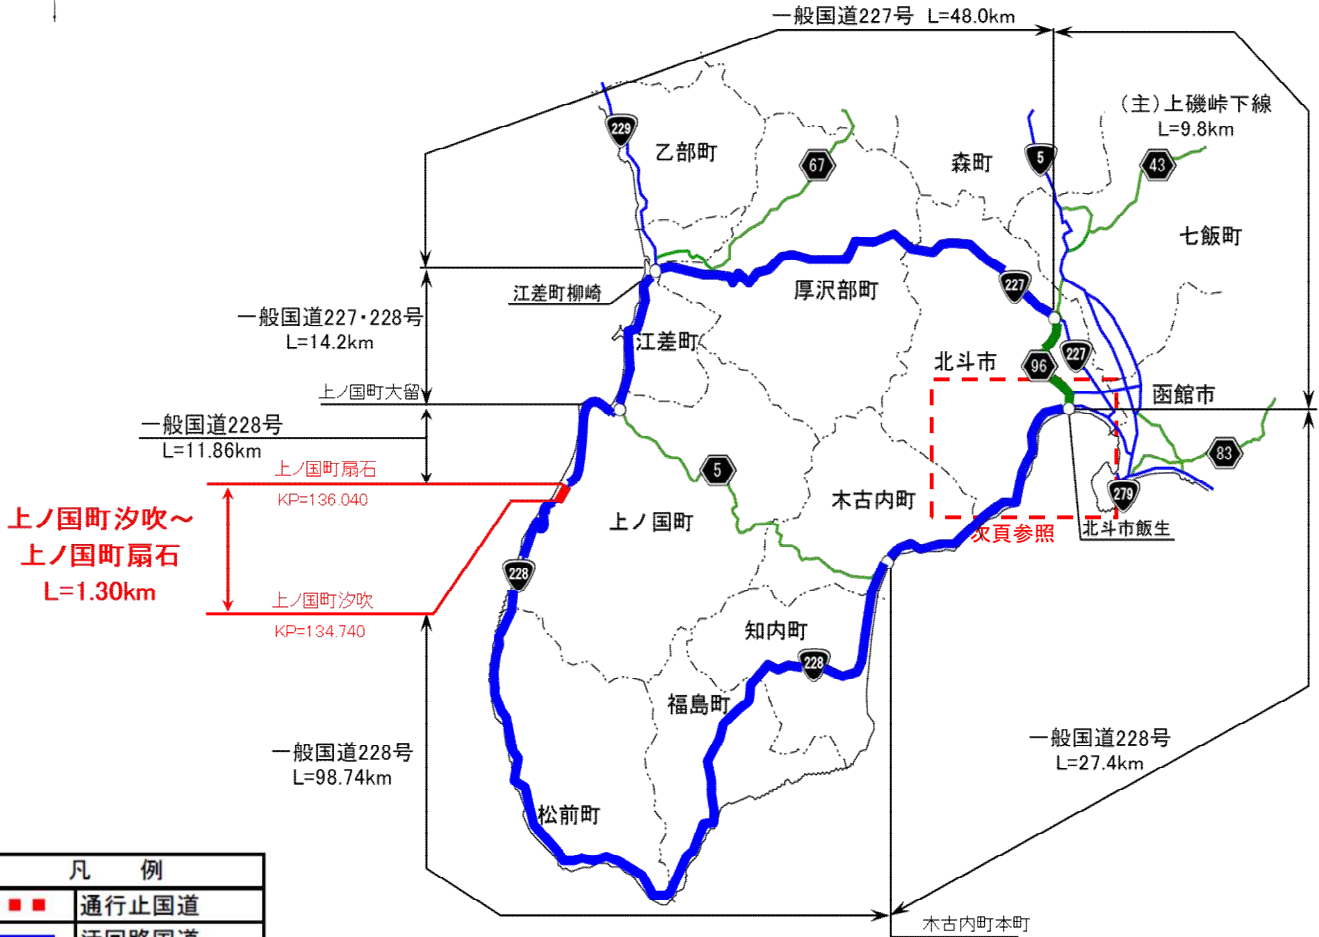 一般国道227号 L=48.0km
(主)上磯峠下線
L=9.8km
229
乙部町
67
森町
5
43
七飯町
江差町柳崎
厚沢部町
227
一般国道227・228号
L=14.2km
江差町
北斗市
96
227
上ノ国町大留
函館市
一般国道228号
L=11.86km
上ノ国町扇石
KP=136.040
5
83
279
上ノ国町汐吹~
上ノ国町扇石
L=1.30km
上ノ国町
木古内町
次頁参照
北斗市飯生
228
上ノ国町汐吹
KP=134.740
知内町
228
福島町
一般国道228号
L=98.74km
一般国道228号
L=27.4km
松前町
凡 例
通行止国道
木古内町本町